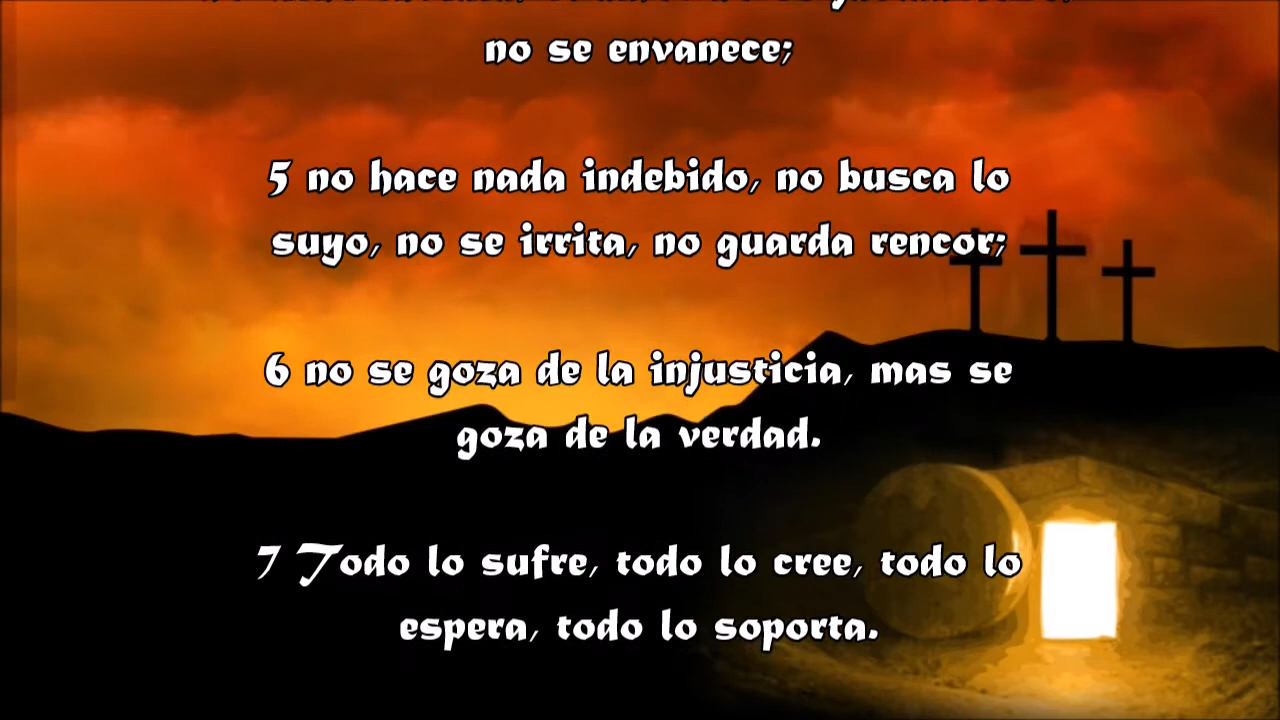 no se envanece;
5 no hace nada indebido, no busca lo
suyo, no se irrita, no guarda rencor;
6 no se goza de la injusticia, mas se
goza de la verdad.
7 Todo lo sufre, todo lo cree, todo lo
espera, todo lo soporta.